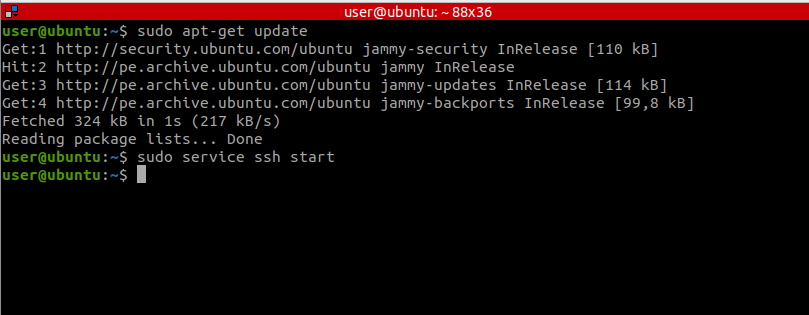 user@ubuntu: ~ 88x36
user@ubuntu:~$ sudo apt-get update
Get:1 http://security.ubuntu.com/ubuntu jammy-security InRelease [110 kB]
Hit:2 http://pe.archive.ubuntu.com/ubuntu jammy InRelease
Get:3 http://pe.archive.ubuntu.com/ubuntu jammy-updates InRelease [114 kB]
Get:4 http://pe.archive.ubuntu.com/ubuntu jammy-backports InRelease [99,8 kB]
Fetched 324 kB in 1s (217 kB/s)
Reading package lists... Done
user@ubuntu:~$ sudo service ssh start
user@ubuntu:~$